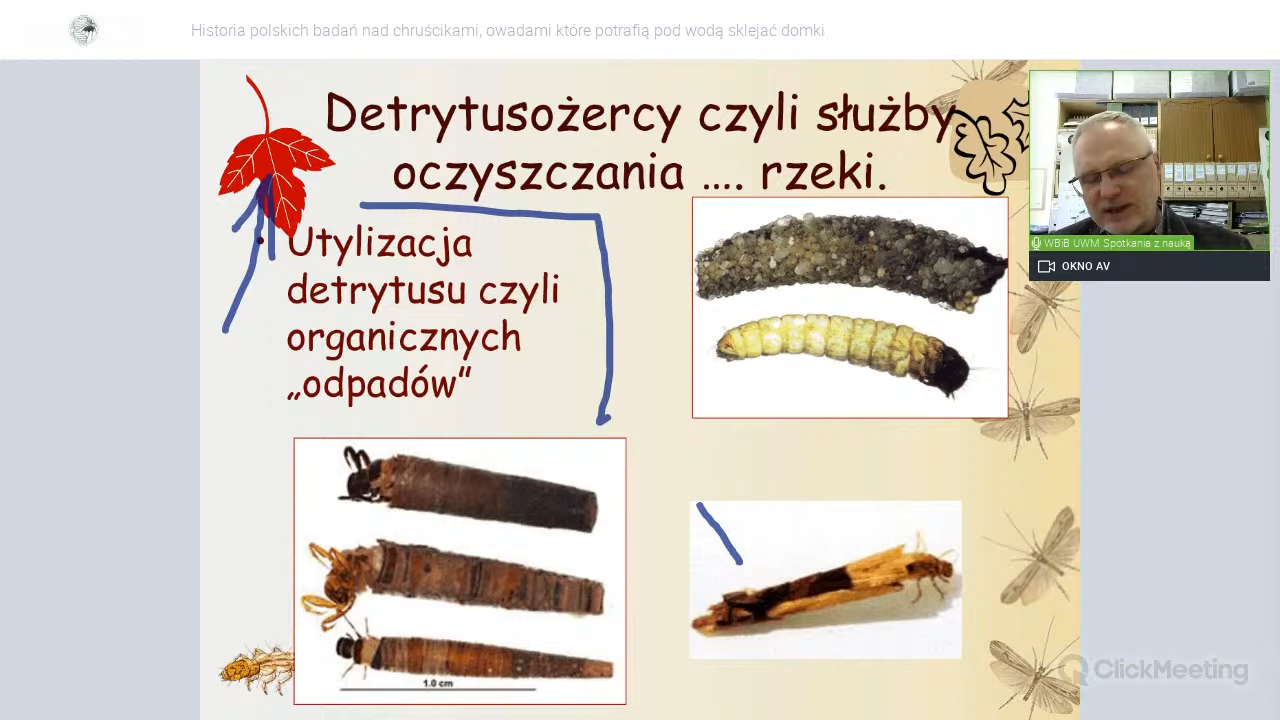 Historia polskich badań nad chruścikami, owadami które potrafią pod wodą sklejać domki
Detrytusożercy czyli służby
oczyszczania .... rzeki.
• Utylizacja
detrytusu czyli
organicznych
„odpadów”
WBiB UWM Spotkania z nauką
OKNO AV
1.0 cm
ClickMeeting